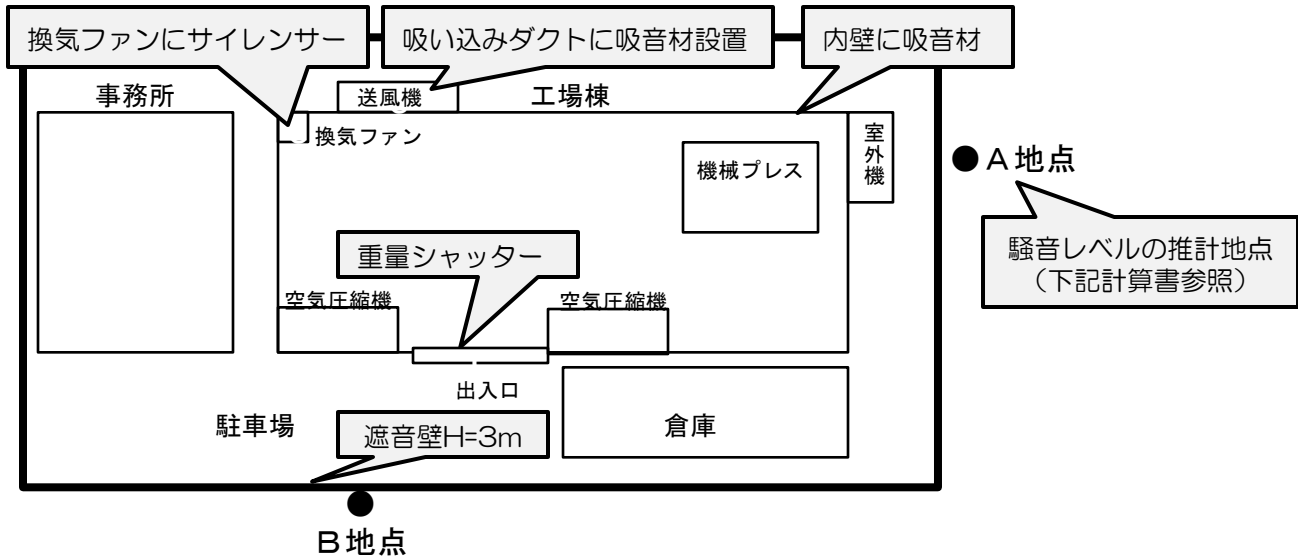 換気ファンにサイレンサー
吸い込みダクトに吸音材設置
内壁に吸音材
事務所
送風機
工場棟
換気ファン
室外機
機械プレス
A地点
騒音レベルの推計地点
（下記計算書参照）
重量シャッター
空気圧縮機
空気圧縮機
出入口
駐車場
遮音壁H=3m
倉庫
B地点